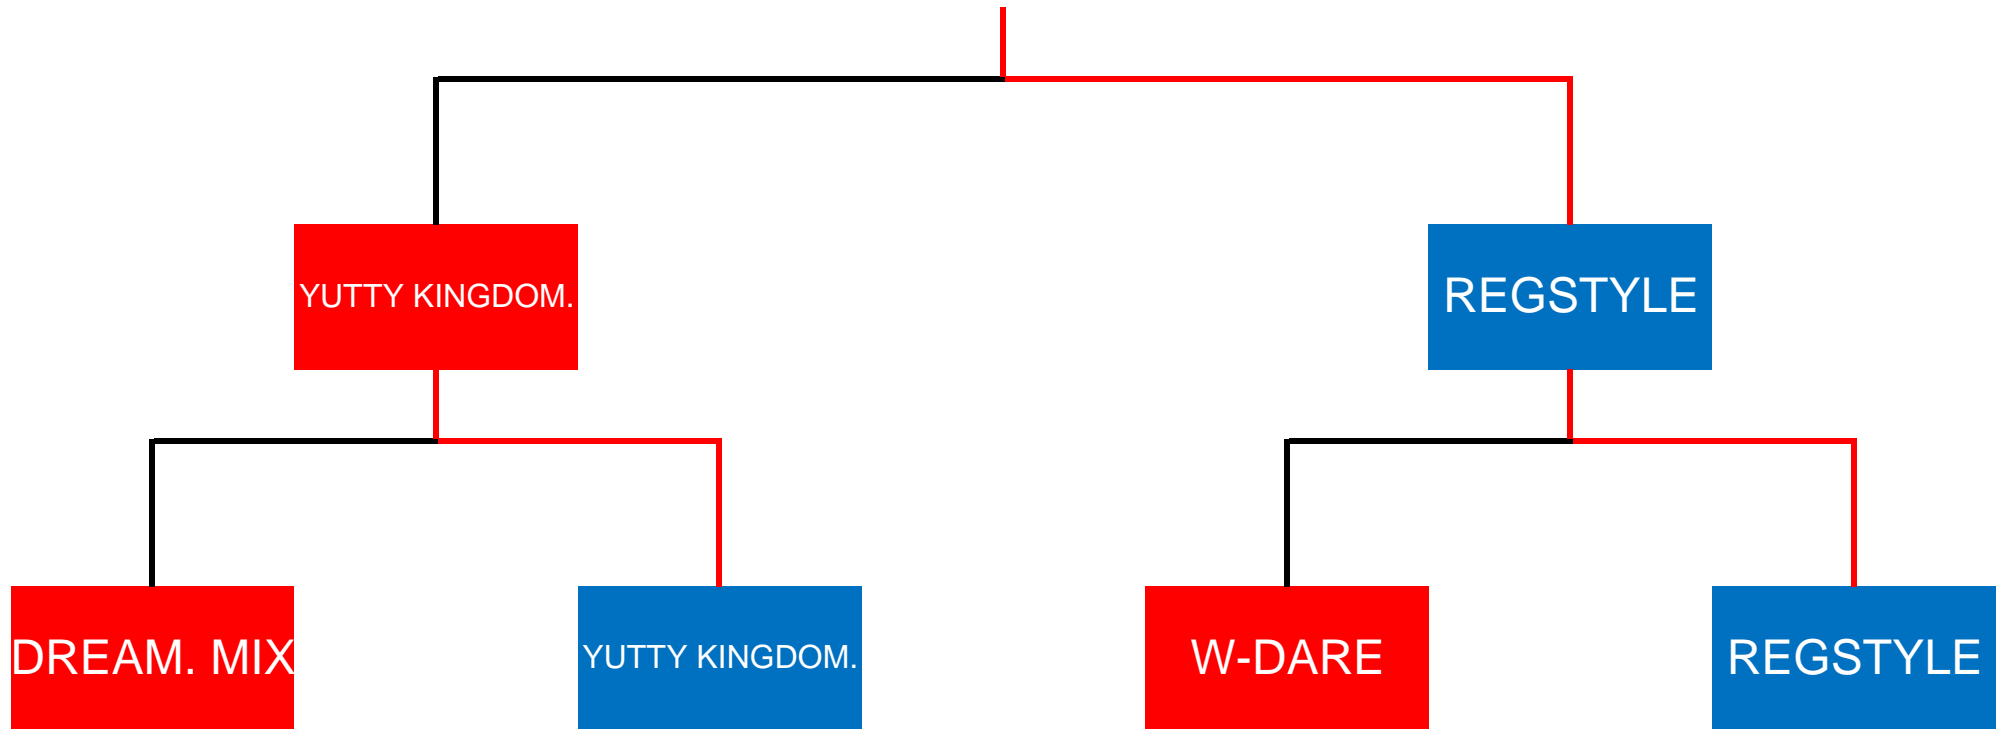 YUTTY KINGDOM.
REGSTYLE
DREAM. MIX
YUTTY KINGDOM.
W-DARE
REGSTYLE